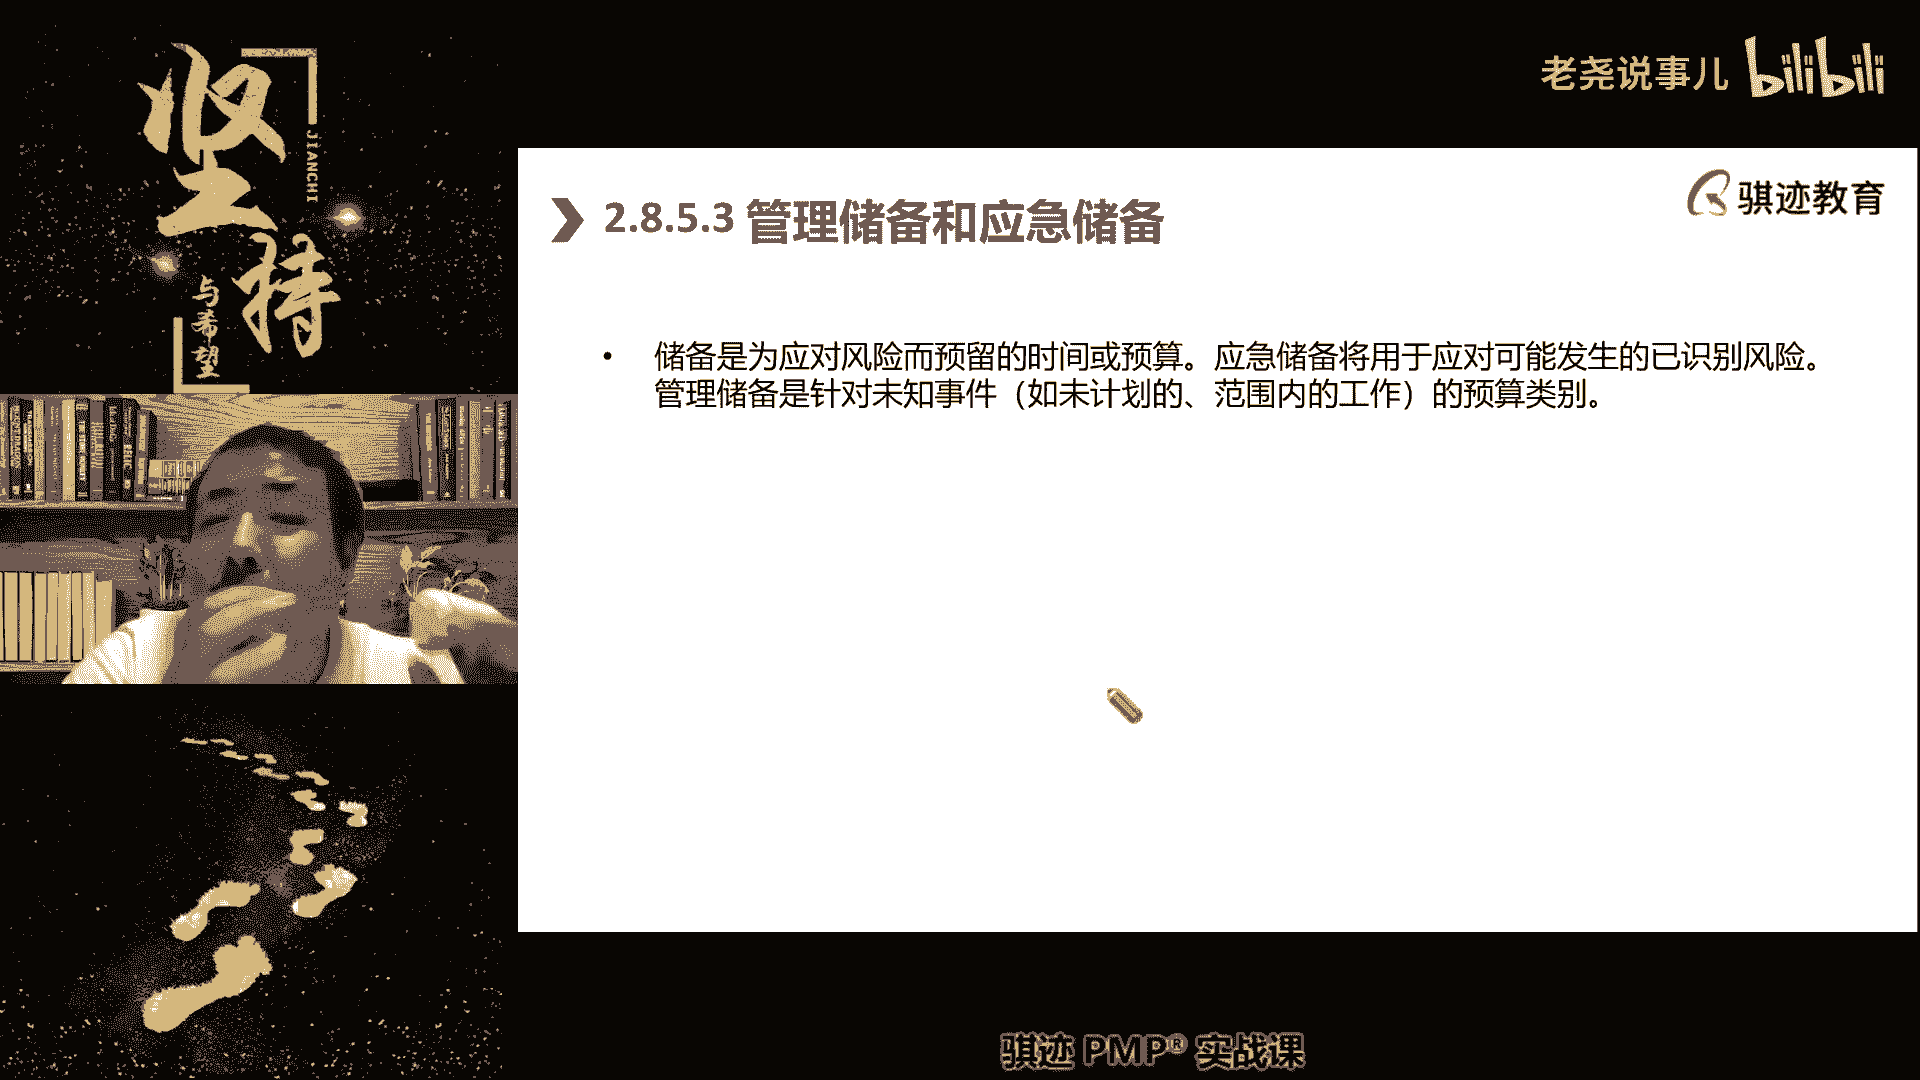 坚持
JIANCHI
与希望
老尧说事儿 bilibili
骐迹教育
2.8.5.3 管理储备和应急储备
• 储备是为应对风险而预留的时间或预算。应急储备将用于应对可能发生的已识别风险。
管理储备是针对未知事件（如未计划的、范围内的工作）的预算类别。
骐迹 PMP® 实战课